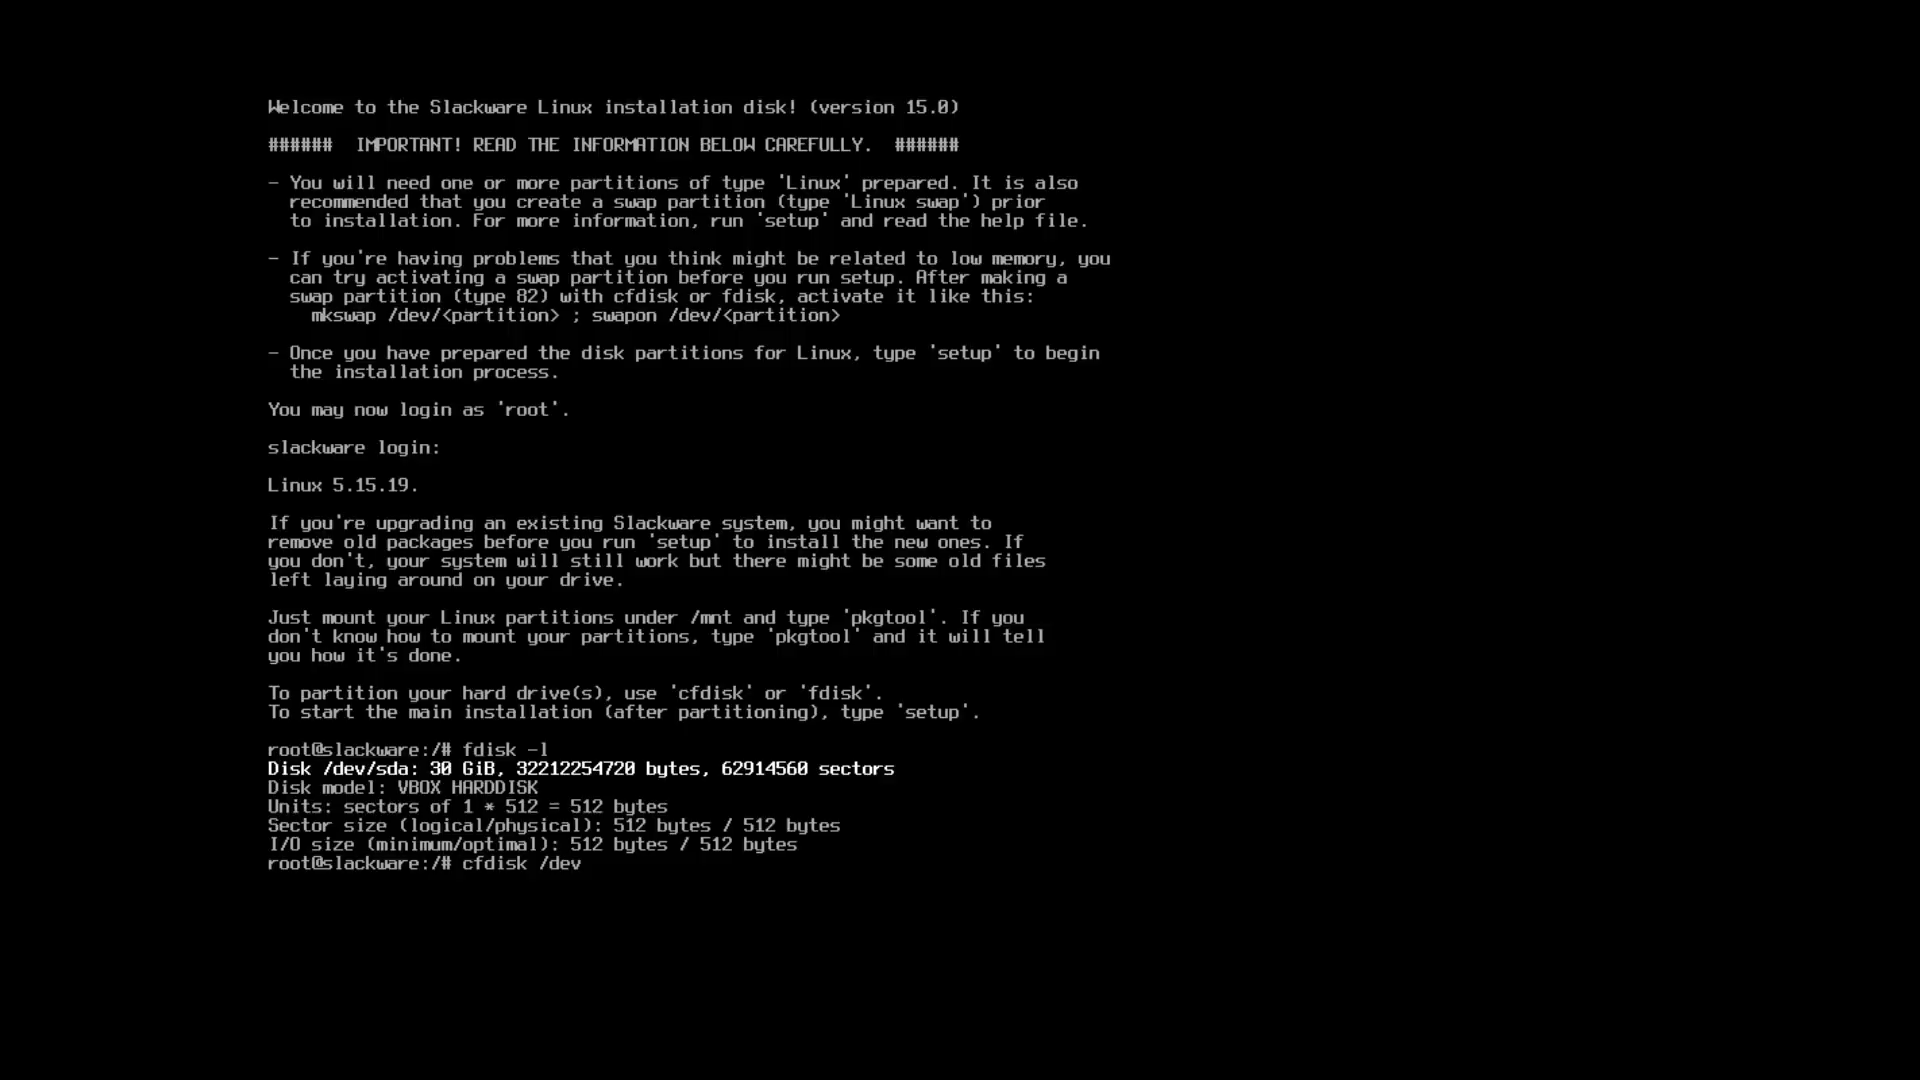 Welcome to the Slackware Linux installation disk! (version 15.0)
######  IMPORTANT! READ THE INFORMATION BELOW CAREFULLY.  ######
- You will need one or more partitions of type 'Linux' prepared. It is also
recommended that you create a swap partition (type 'Linux swap') prior
to installation. For more information, run 'setup' and read the help file.
- If you're having problems that you think might be related to low memory, you
can try activating a swap partition before you run setup. After making a
swap partition (type 82) with cfdisk or fdisk, activate it like this:
mkswap /dev/<partition> ; swapon /dev/<partition>
- Once you have prepared the disk partitions for Linux, type 'setup' to begin
the installation process.
You may now login as 'root'.
slackware login:
Linux 5.15.19.
If you're upgrading an existing Slackware system, you might want to
remove old packages before you run 'setup' to install the new ones. If
you don't, your system will still work but there might be some old files
left laying around on your drive.
Just mount your Linux partitions under /mnt and type 'pkgtool'. If you
don't know how to mount your partitions, type 'pkgtool' and it will tell
you how it's done.
To partition your hard drive(s), use 'cfdisk' or 'fdisk'.
To start the main installation (after partitioning), type 'setup'.
root@slackware:/# fdisk -l
Disk /dev/sda: 30 GiB, 32212254720 bytes, 62914560 sectors
Disk model: VBOX HARDDISK
Units: sectors of 1 * 512 = 512 bytes
Sector size (logical/physical): 512 bytes / 512 bytes
I/O size (minimum/optimal): 512 bytes / 512 bytes
root@slackware:/# cfdisk /dev